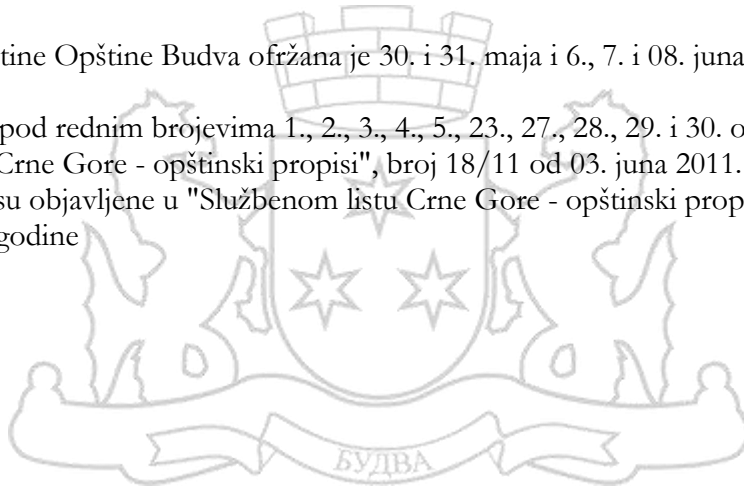 tine Opštine Budva ofržana je 30. i 31. maja i 6., 7. i 08. juna
pod rednim brojevima 1., 2., 3., 4., 5., 23., 27., 28., 29. i 30. o
Crne Gore - opštinski propisi", broj 18/11 od 03. juna 2011.
su objavljene u "Službenom listu Crne Gore - opštinski prop
godine
БУДВА